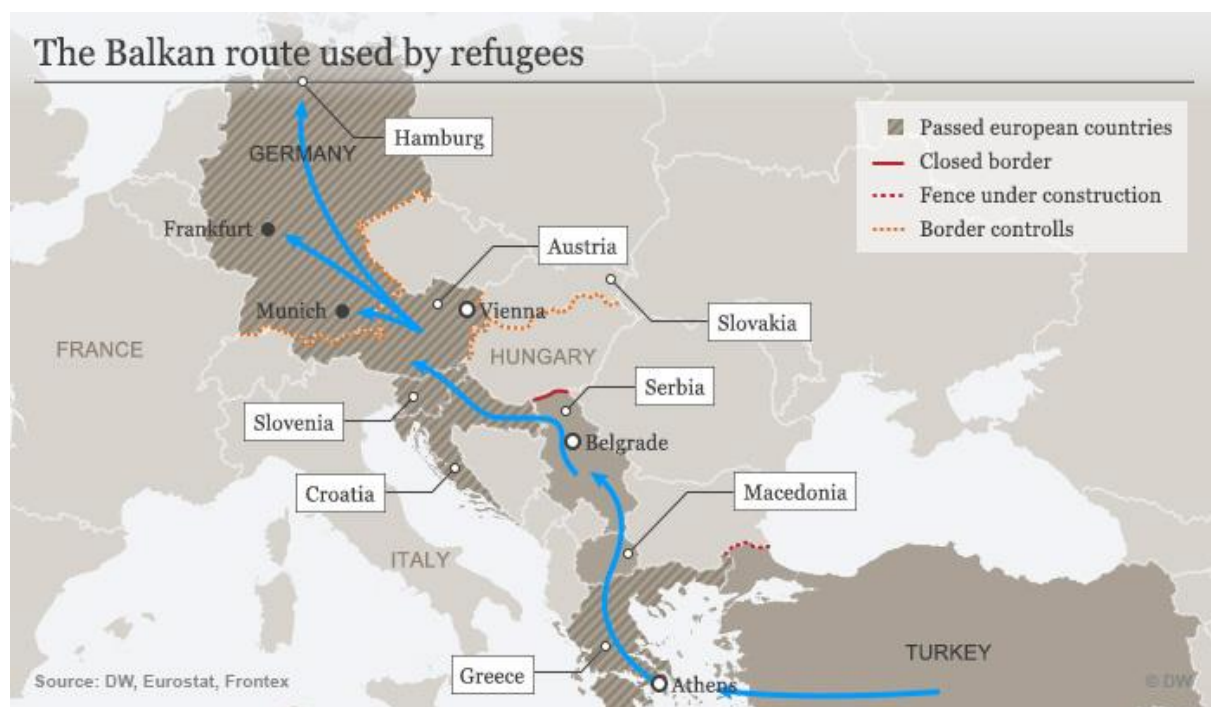 The Balkan route used by refugees
Passed european countries
Closed border
Fence under construction
Border controlls
Hamburg
GERMANY
Frankfurt
Austria
Munich
Vienna
Slovakia
FRANCE
HUNGARY
Serbia
Slovenia
Belgrade
Croatia
Macedonia
ITALY
TURKEY
Greece
Athens
Source: DW, Eurostat, Frontex
© DW